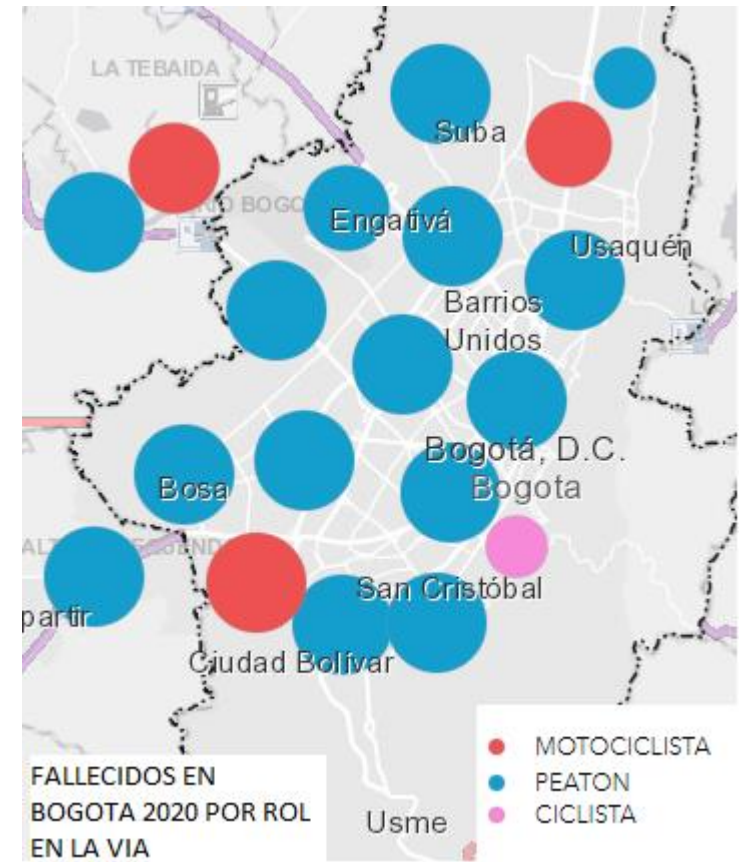 LA TEBAIDA
Suba
Engativá
Usaquén
Barrios
Unidos
Bogotá, D.C.
Bogota
Bosa
San Cristóbal
partir
Ciudad Bolívar
Usme
FALLECIDOS EN
BOGOTA 2020 POR ROL
EN LA VIA
MOTOCICLISTA
PEATON
CICLISTA